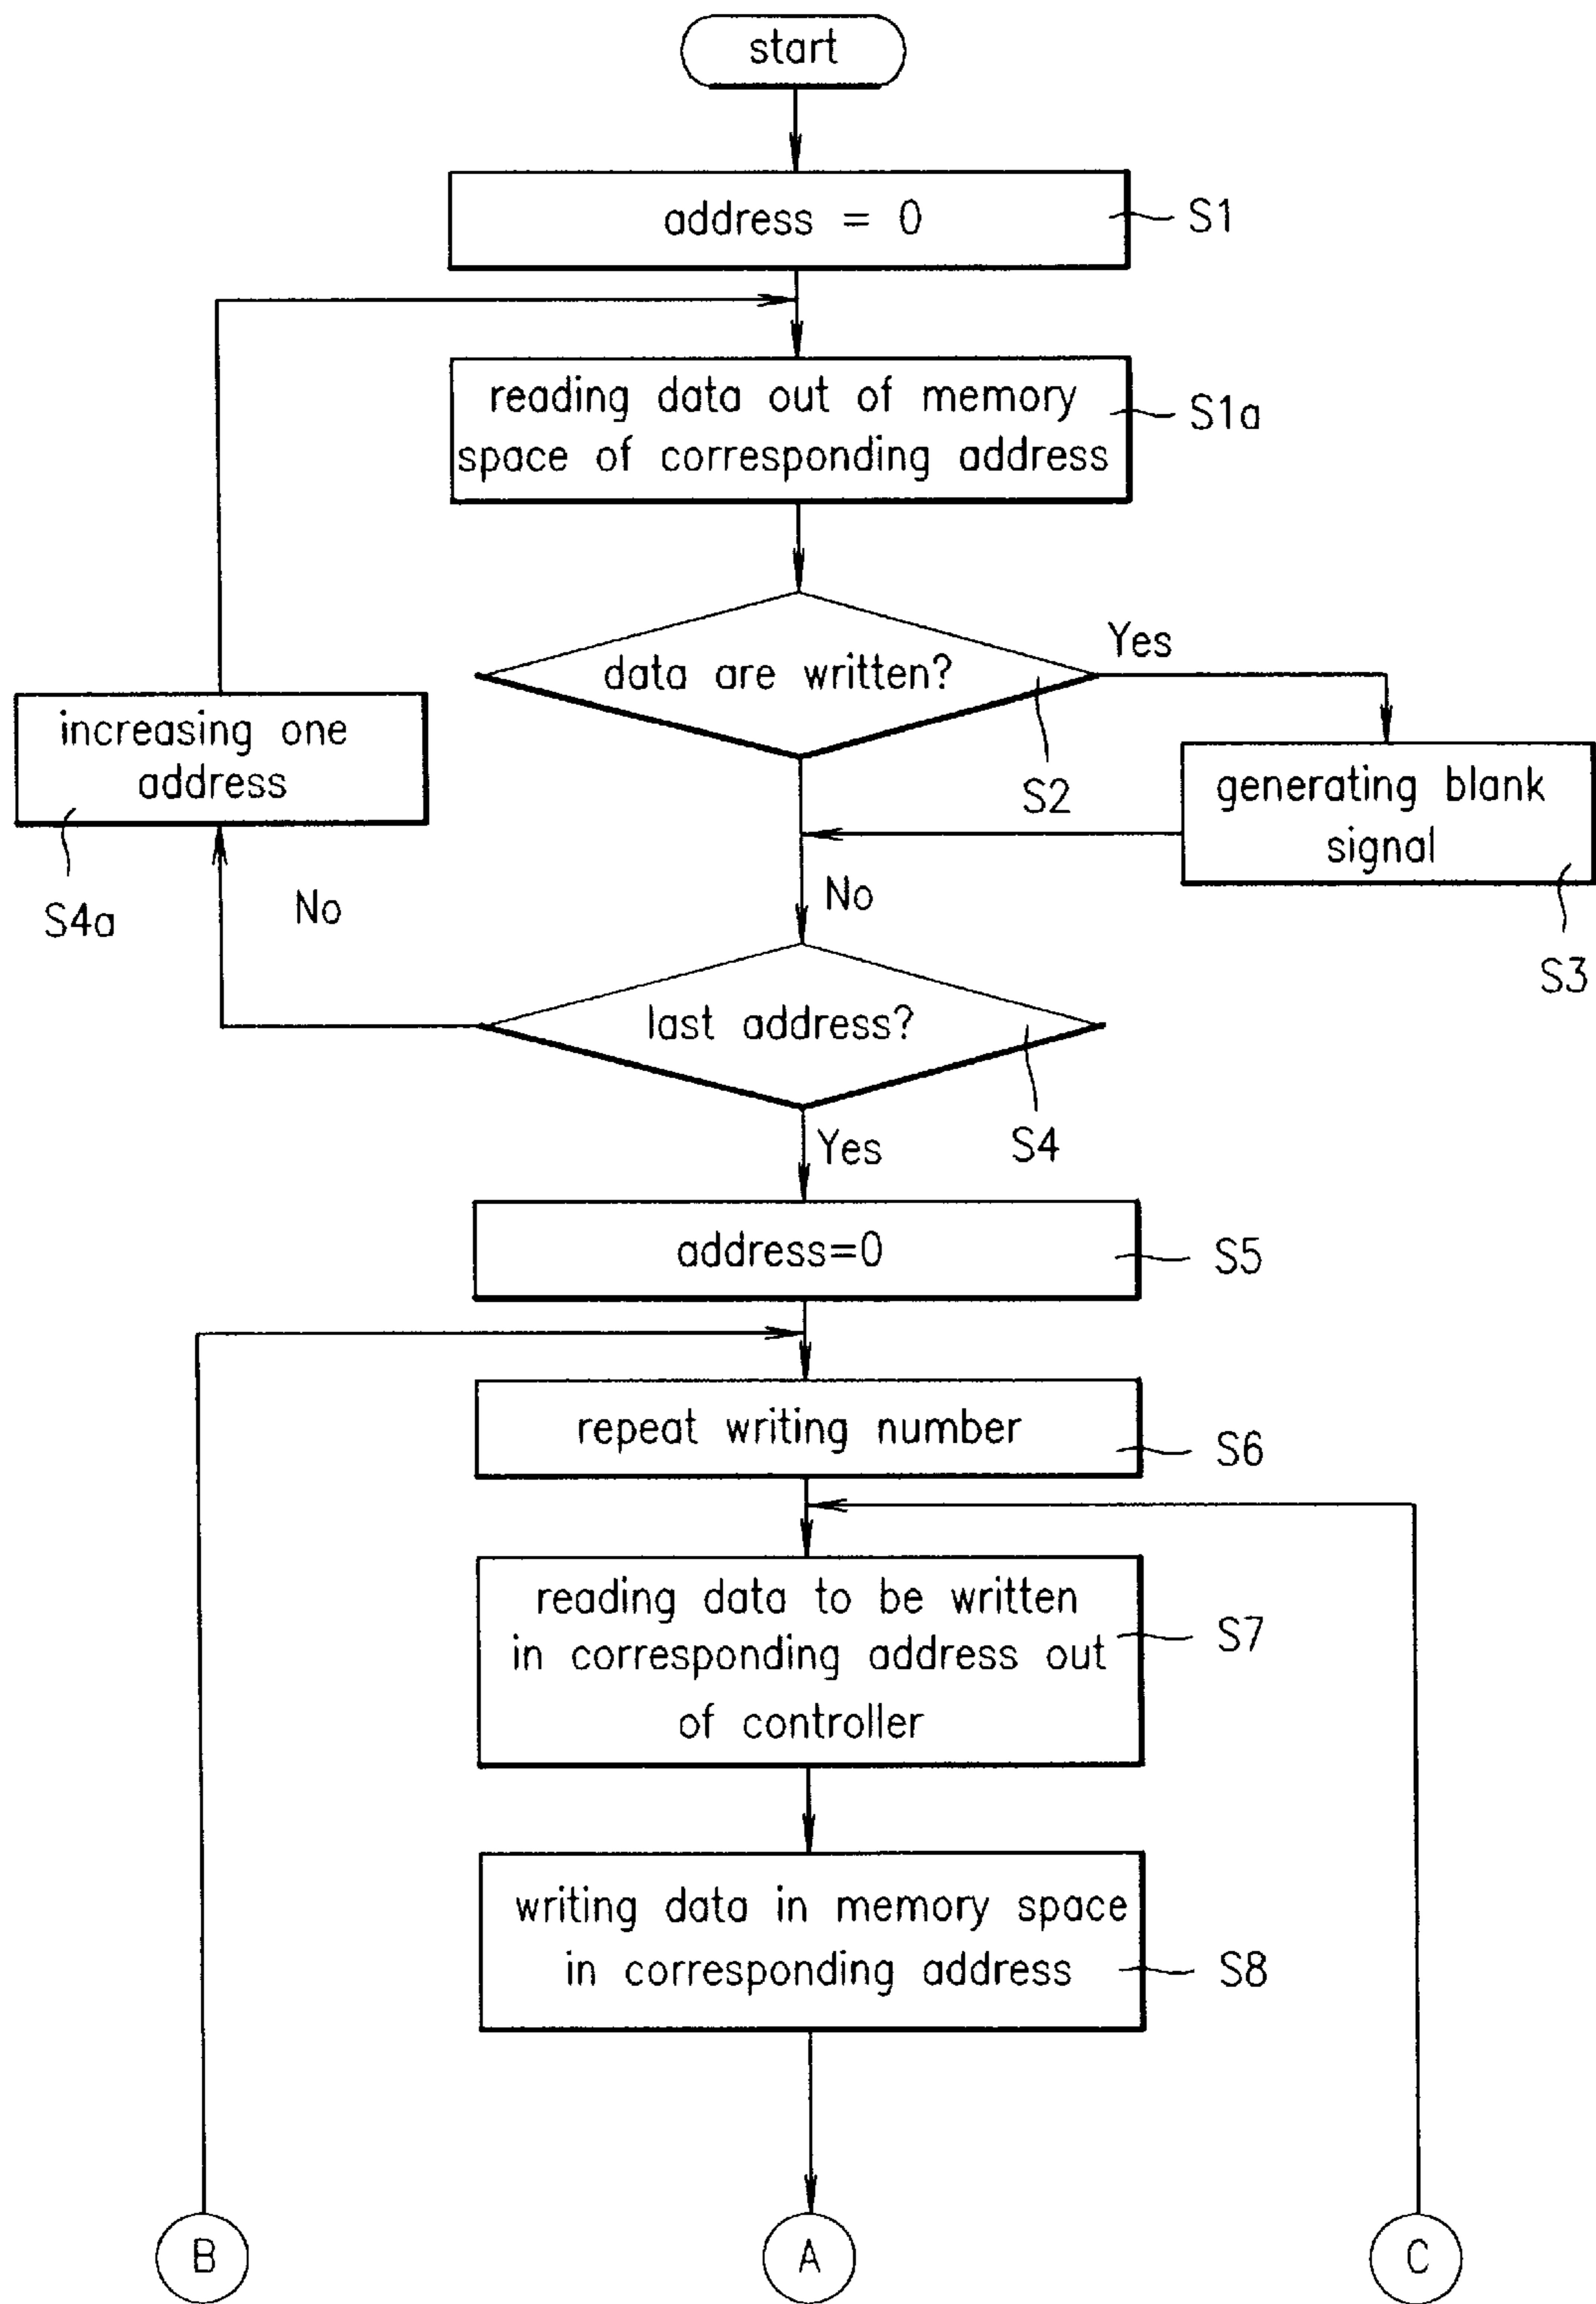 start
address = 0
S1
reading data out of memory
space of corresponding address
S1a
data are written?
Yes
S2
increasing one
address
S4a
generating blank
signal
S3
No
No
last address?
S4
Yes
address=0
S5
repeat writing number
S6
reading data to be written
in corresponding address out
of controller
S7
writing data in memory space
in corresponding address
S8
B
A
C